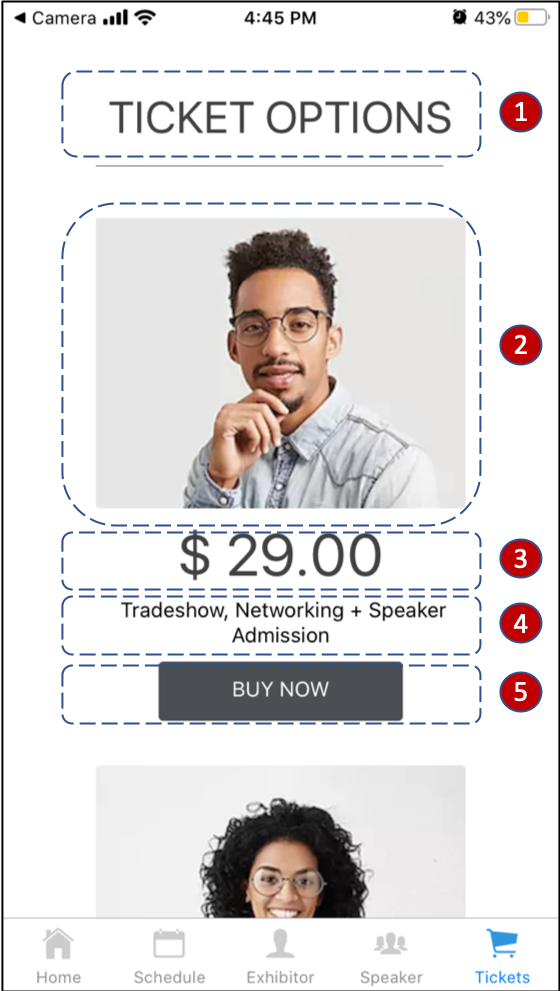 Camera
4:45 PM
43%
TICKET OPTIONS
1
2
$ 29.00
3
Tradeshow, Networking + Speaker
Admission
4
BUY NOW
5
Home
Schedule
Exhibitor
Speaker
Tickets